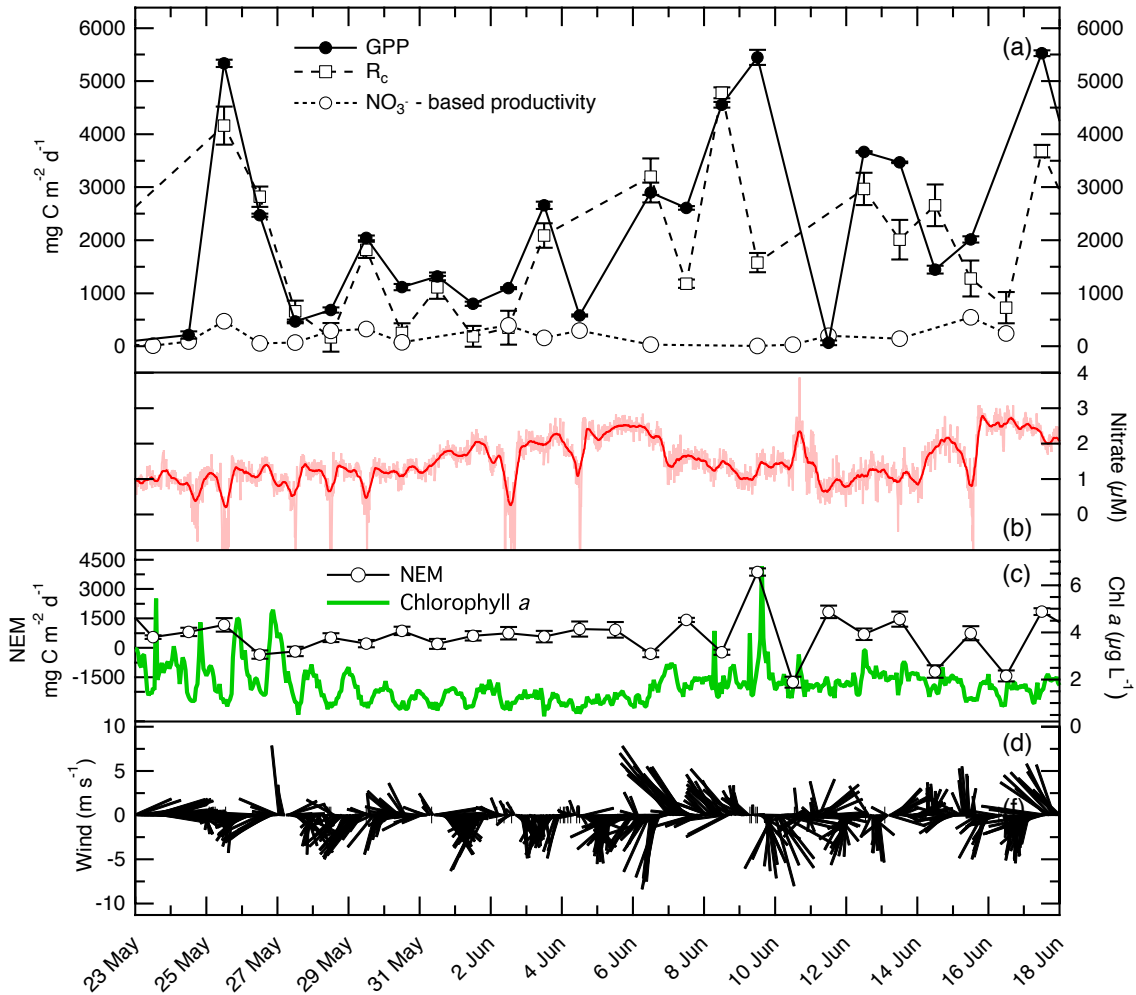 6000
5000
4000
3000
2000
1000
0
mg C m-2 d-1
GPP
Rc
NO3- - based productivity
(a)
6000
5000
4000
3000
2000
1000
0
4
3
2
1
0
Nitrate (µM)
(b)
4500
1500
0
-1500
NEM
mg C m-2 d-1
NEM
Chlorophyll a
(c)
6
4
2
0
Chl a (µg L-1)
10
5
0
-5
-10
Wind (m s-1)
(d)
(f)
23 May
25 May
27 May
29 May
31 May
2 Jun
4 Jun
6 Jun
8 Jun
10 Jun
12 Jun
14 Jun
16 Jun
18 Jun